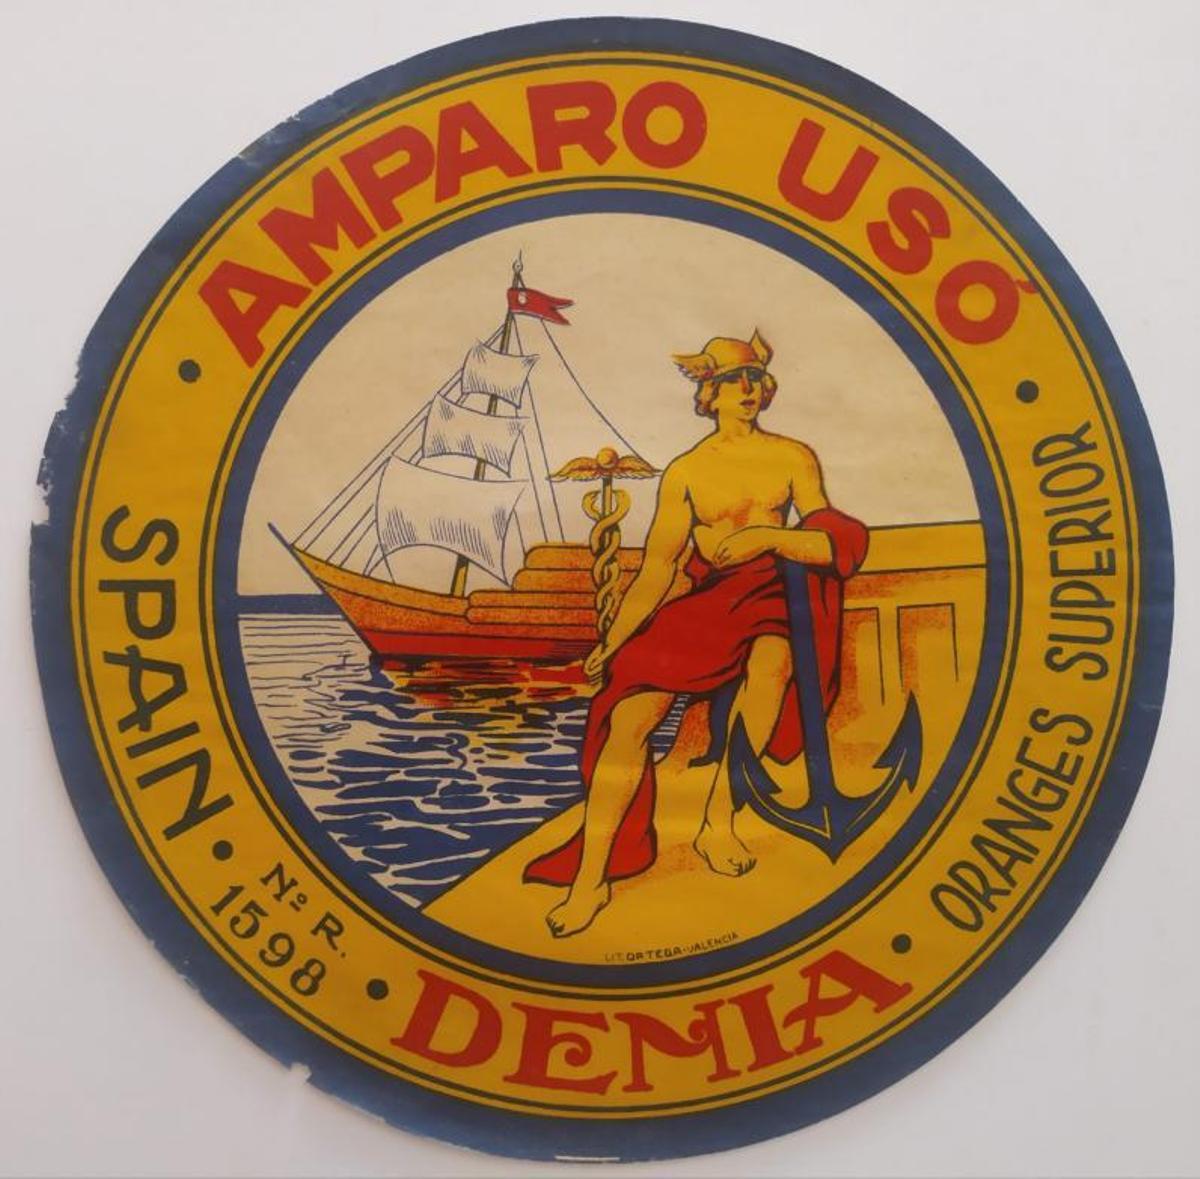 AMPARO USÓ
ORANGES SUPERIOR
DENIA
Nº R.
1598
SPAIN
LIT. ORTEGA-VALENCIA